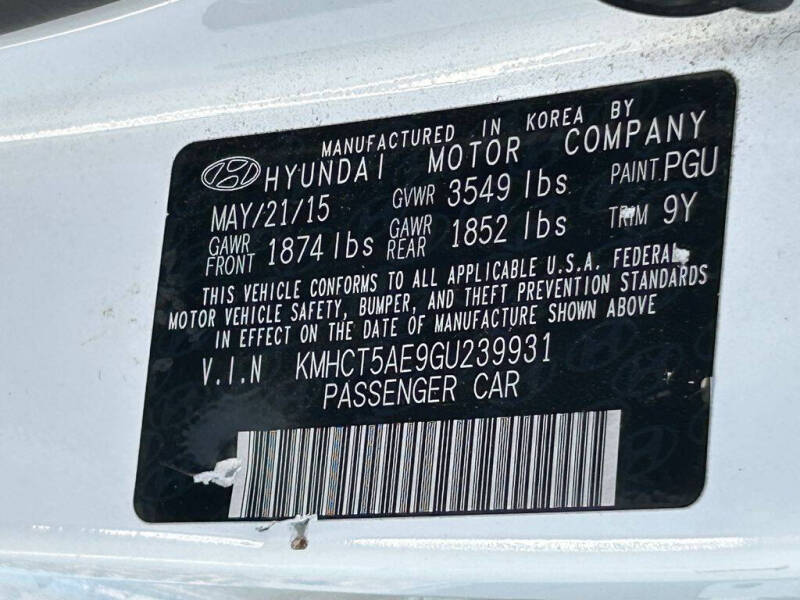 MANUFACTURED IN KOREA BY
HYUNDAI MOTOR COMPANY
MAY/21/15 GVWR 3549 lbs PAINT.PGU
GAWR FRONT 1874 lbs GAWR REAR 1852 lbs TRIM 9Y
THIS VEHICLE CONFORMS TO ALL APPLICABLE U.S.A. FEDERAL
MOTOR VEHICLE SAFETY, BUMPER, AND THEFT PREVENTION STANDARDS
IN EFFECT ON THE DATE OF MANUFACTURE SHOWN ABOVE
V.I.N KMHCT5AE9GU239931
PASSENGER CAR